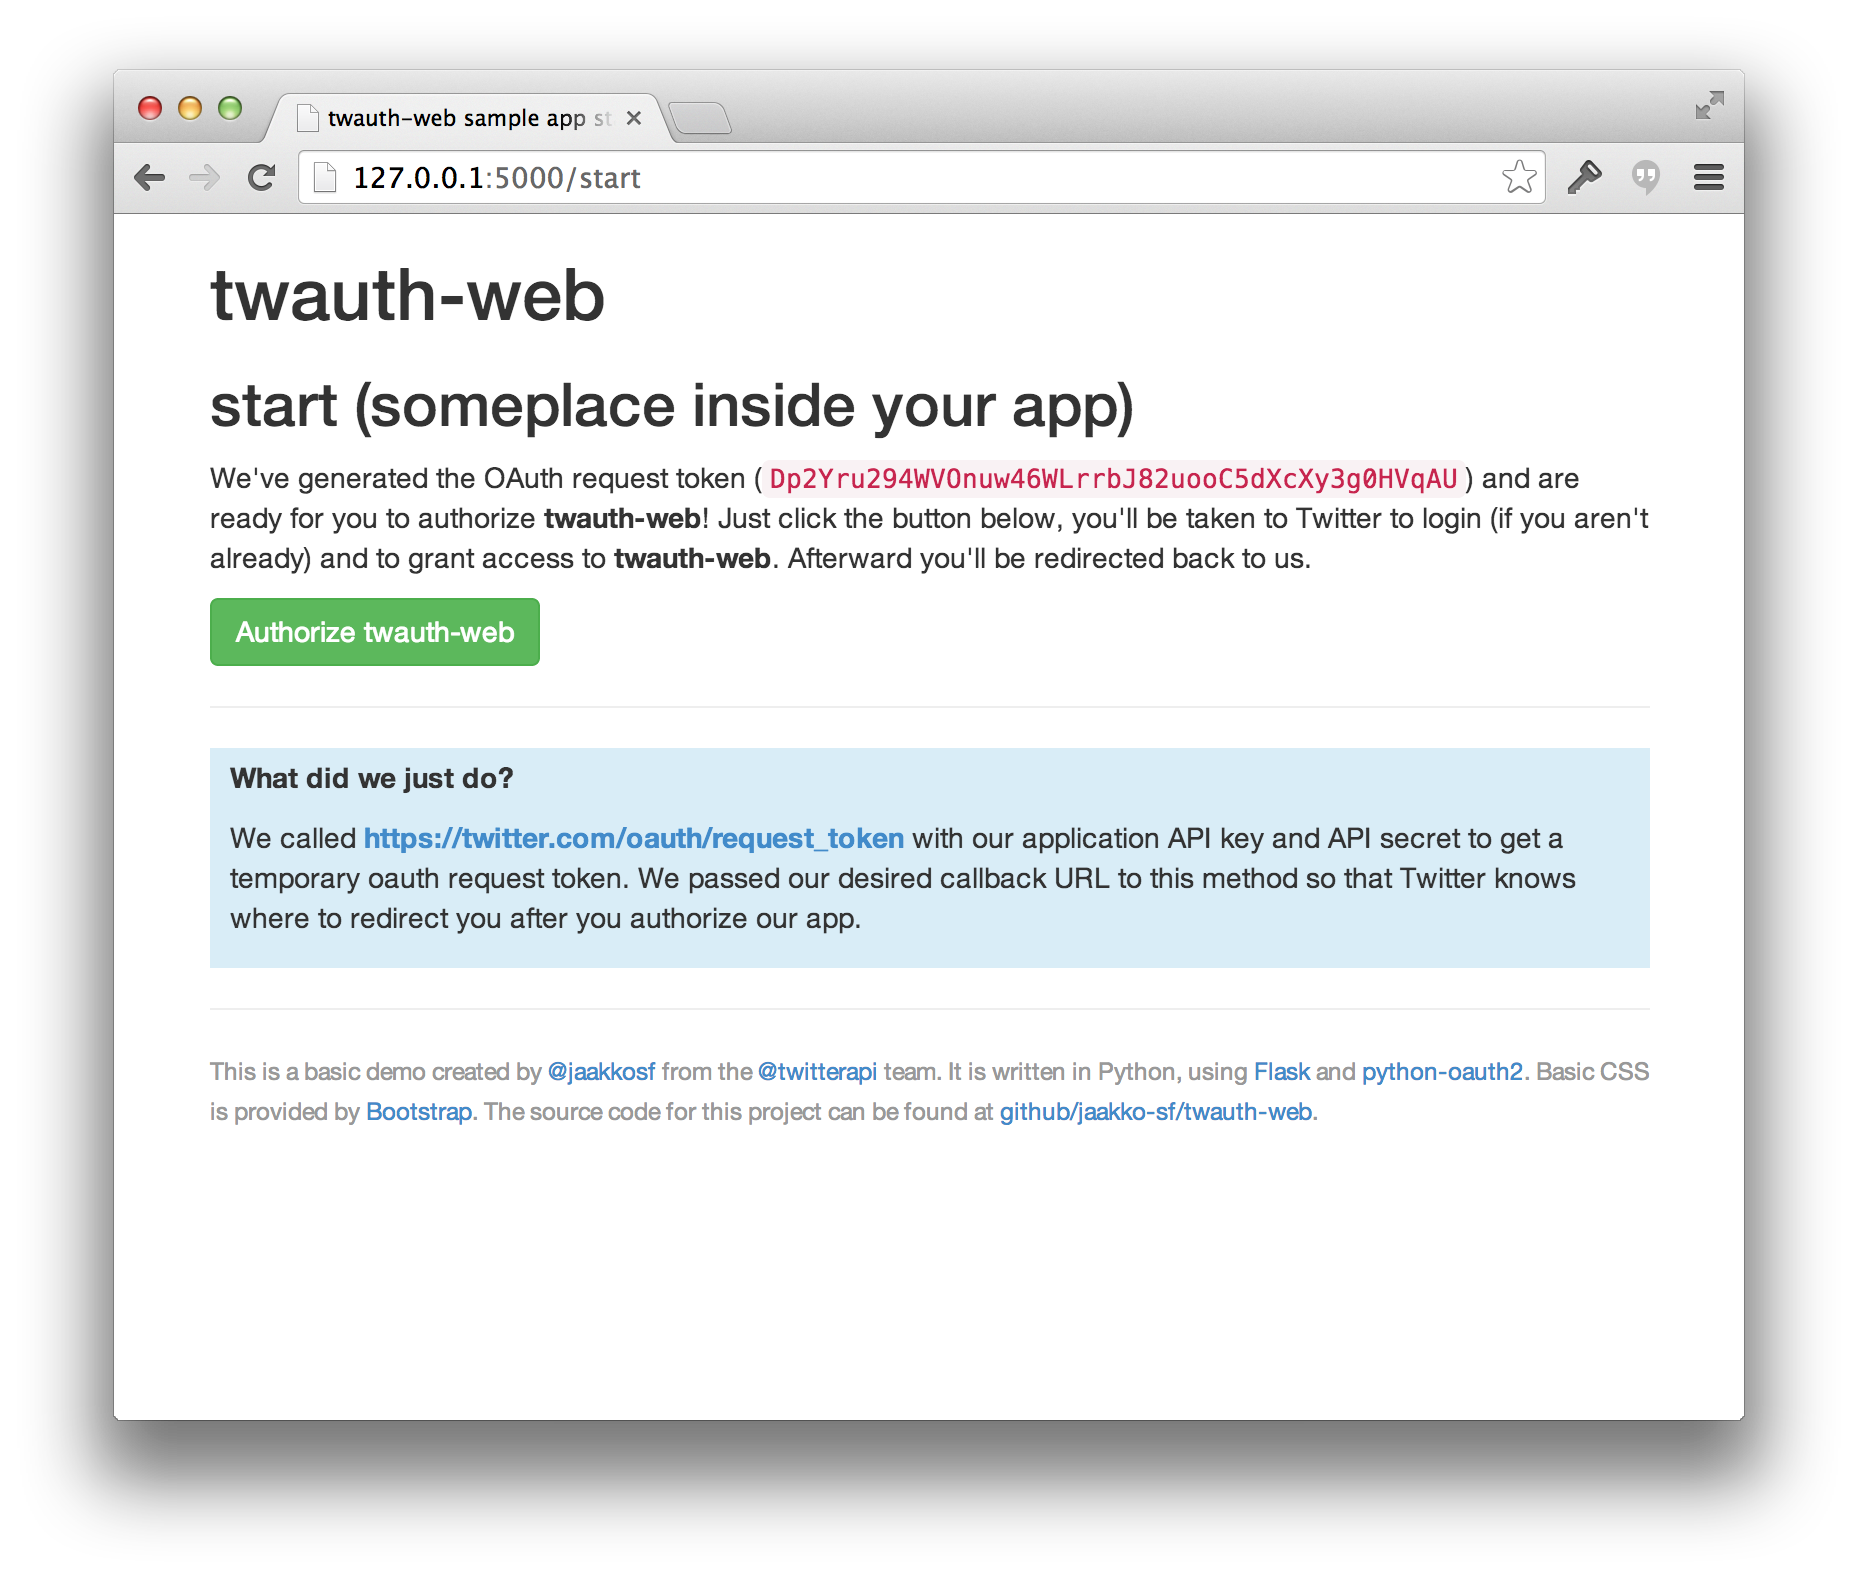 twauth-web sample app st
127.0.0.1:5000/start
twauth-web
start (someplace inside your app)
We've generated the OAuth request token (Dp2Yru294WVOnuw46WLrrbJ82uooC5dXcXy3g0HVqAU) and are
ready for you to authorize twauth-web! Just click the button below, you'll be taken to Twitter to login (if you aren't
already) and to grant access to twauth-web. Afterward you'll be redirected back to us.
Authorize twauth-web
What did we just do?
We called https://twitter.com/oauth/request_token with our application API key and API secret to get a
temporary oauth request token. We passed our desired callback URL to this method so that Twitter knows
where to redirect you after you authorize our app.
This is a basic demo created by @jaakkosf from the @twitterapi team. It is written in Python, using Flask and python-oauth2. Basic CSS
is provided by Bootstrap. The source code for this project can be found at github/jaakko-sf/twauth-web.